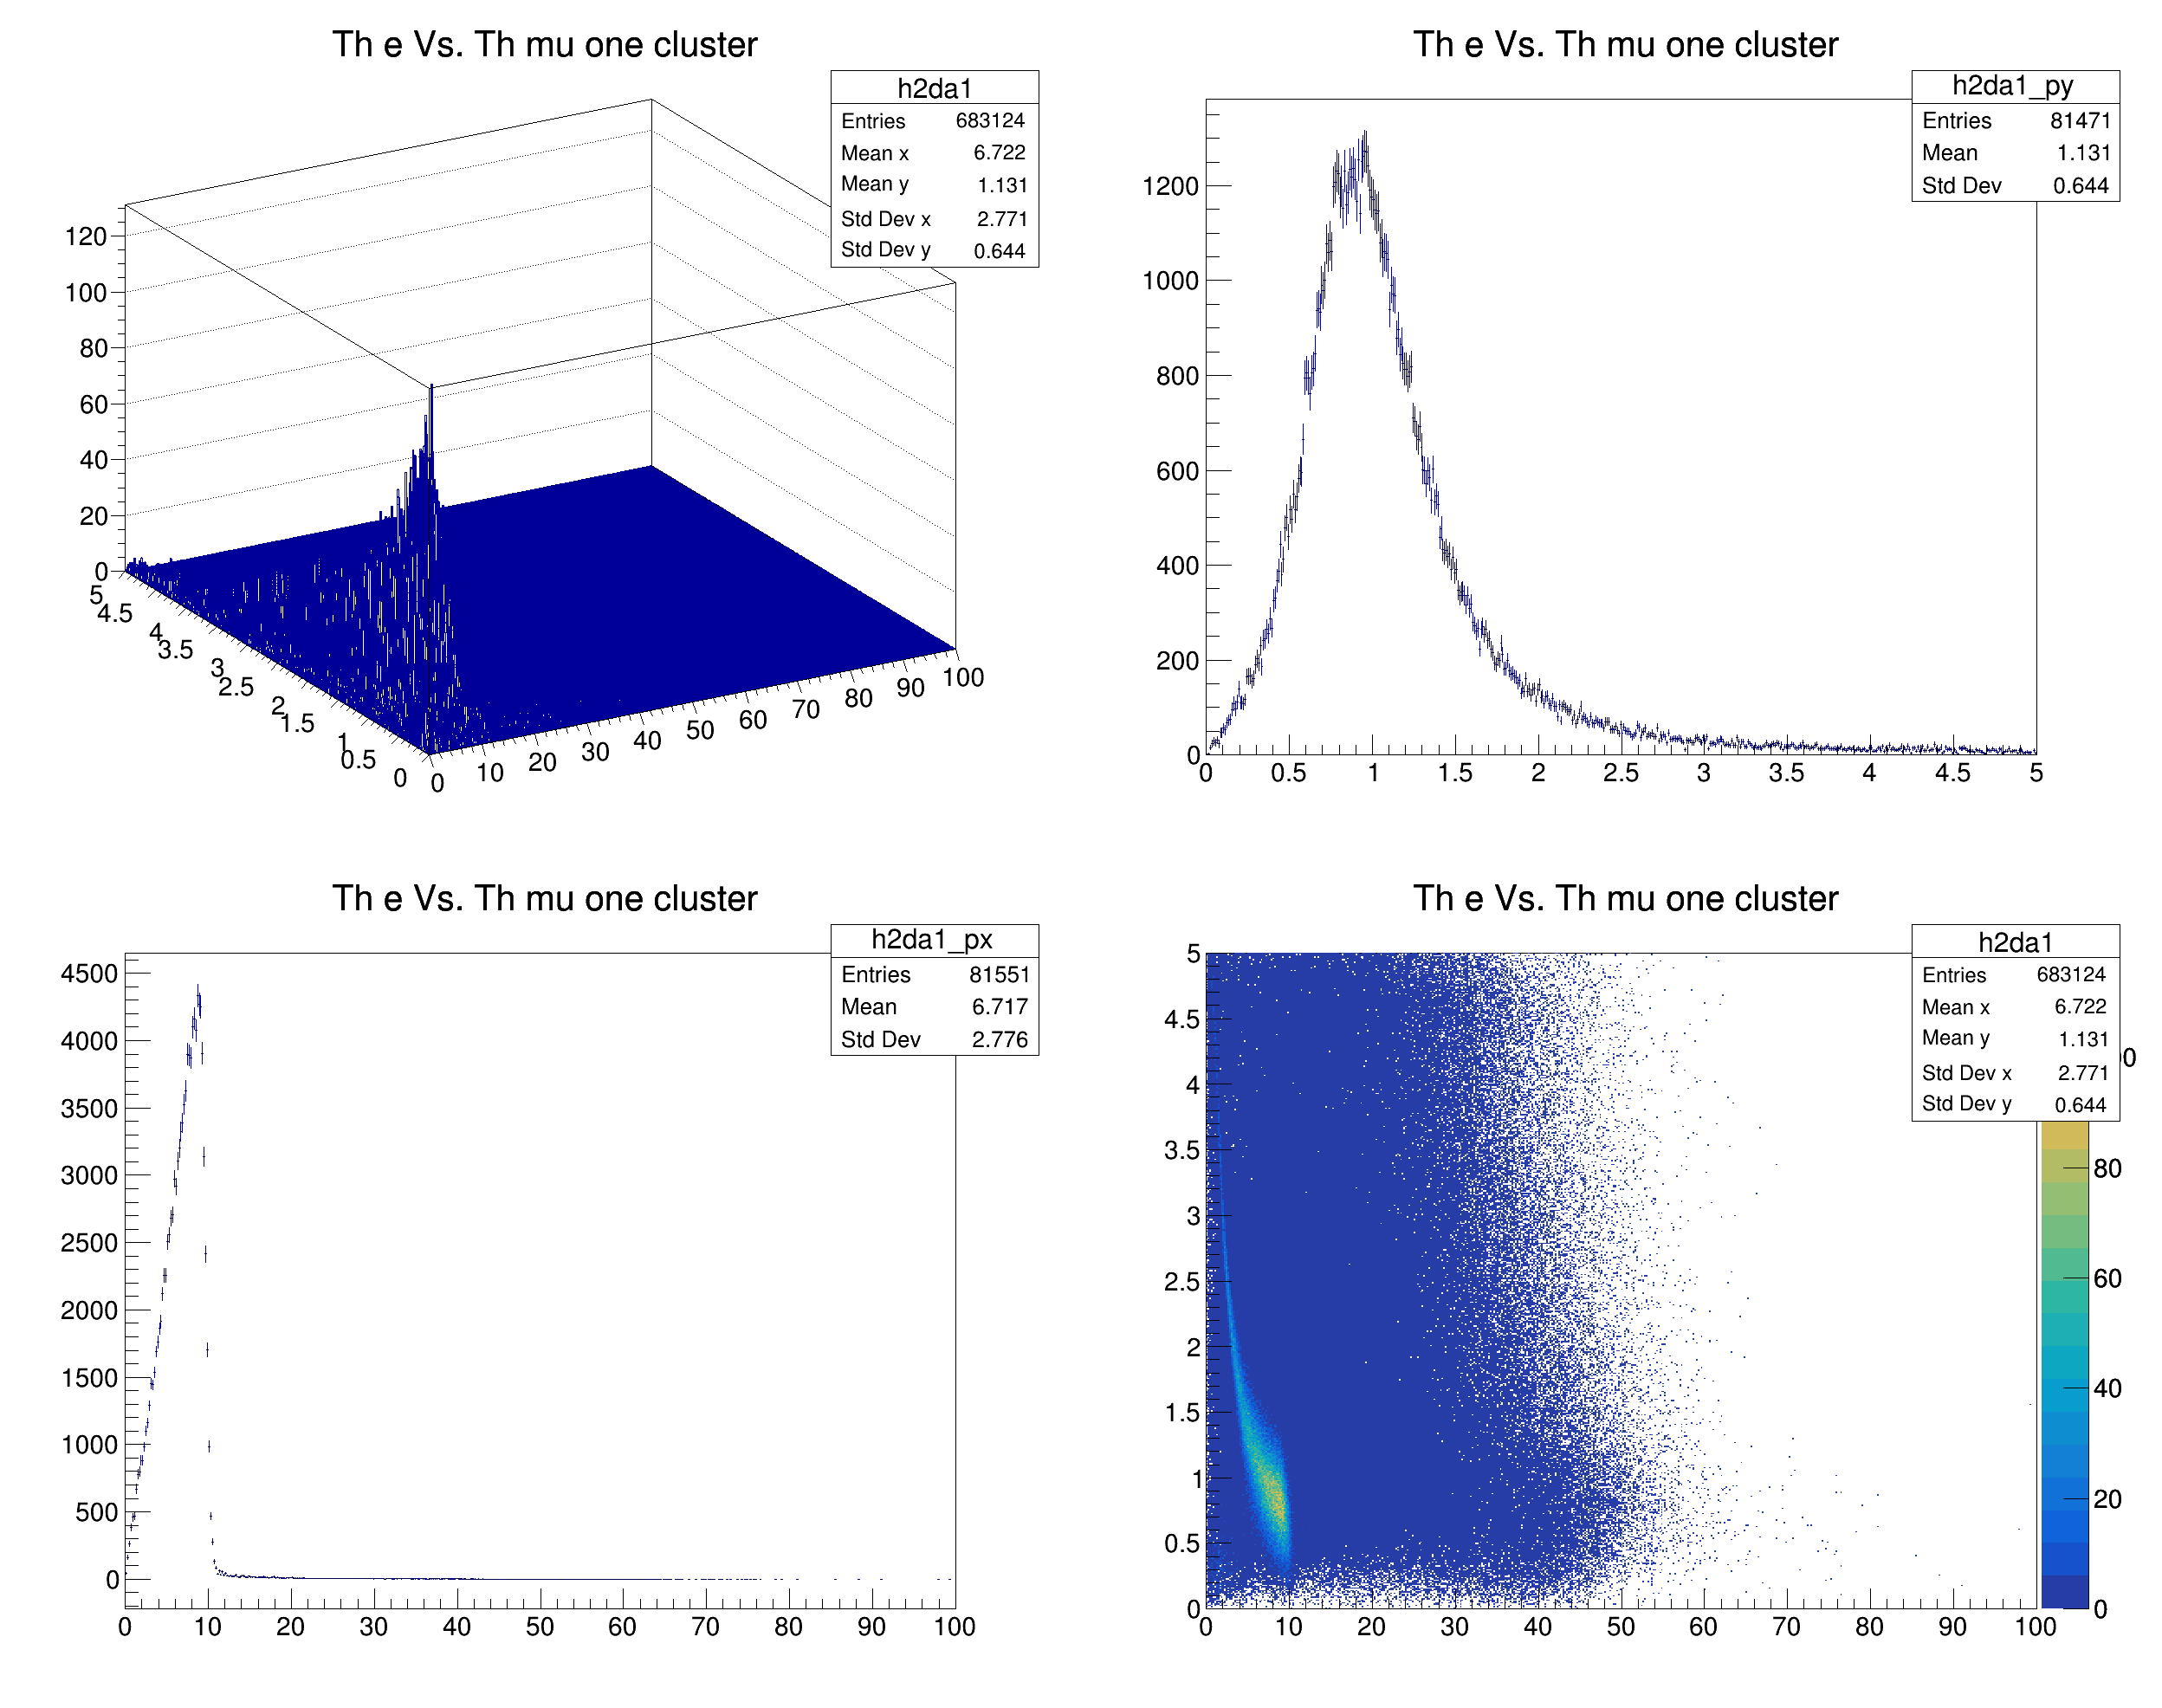 Th e Vs. Th mu one cluster
h2da1
Entries 683124
Mean x 6.722
Mean y 1.131
Std Dev x 2.771
Std Dev y 0.644
120
100
80
60
40
20
0
5
4.5
4
3.5
3
2.5
2
1.5
1
0.5
0
0 10 20 30 40 50 60 70 80 90 100
Th e Vs. Th mu one cluster
h2da1_py
Entries 81471
Mean 1.131
Std Dev 0.644
1200
1000
800
600
400
200
0
0 0.5 1 1.5 2 2.5 3 3.5 4 4.5 5
Th e Vs. Th mu one cluster
h2da1_px
Entries 81551
Mean 6.717
Std Dev 2.776
4500
4000
3500
3000
2500
2000
1500
1000
500
0
0 10 20 30 40 50 60 70 80 90 100
Th e Vs. Th mu one cluster
h2da1
Entries 683124
Mean x 6.722
Mean y 1.131
Std Dev x 2.771
Std Dev y 0.644
5
4.5
4
3.5
3
2.5
2
1.5
1
0.5
0
0 10 20 30 40 50 60 70 80 90 100
80
60
40
20
0